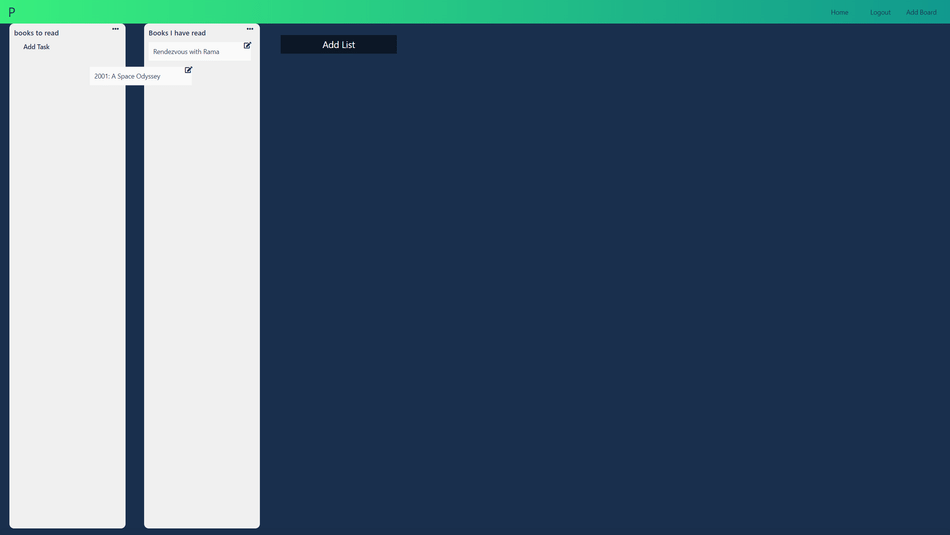 P
Home
Logout
Add Board
books to read
Add Task
2001: A Space Odyssey
Books I have read
Rendezvous with Rama
Add List